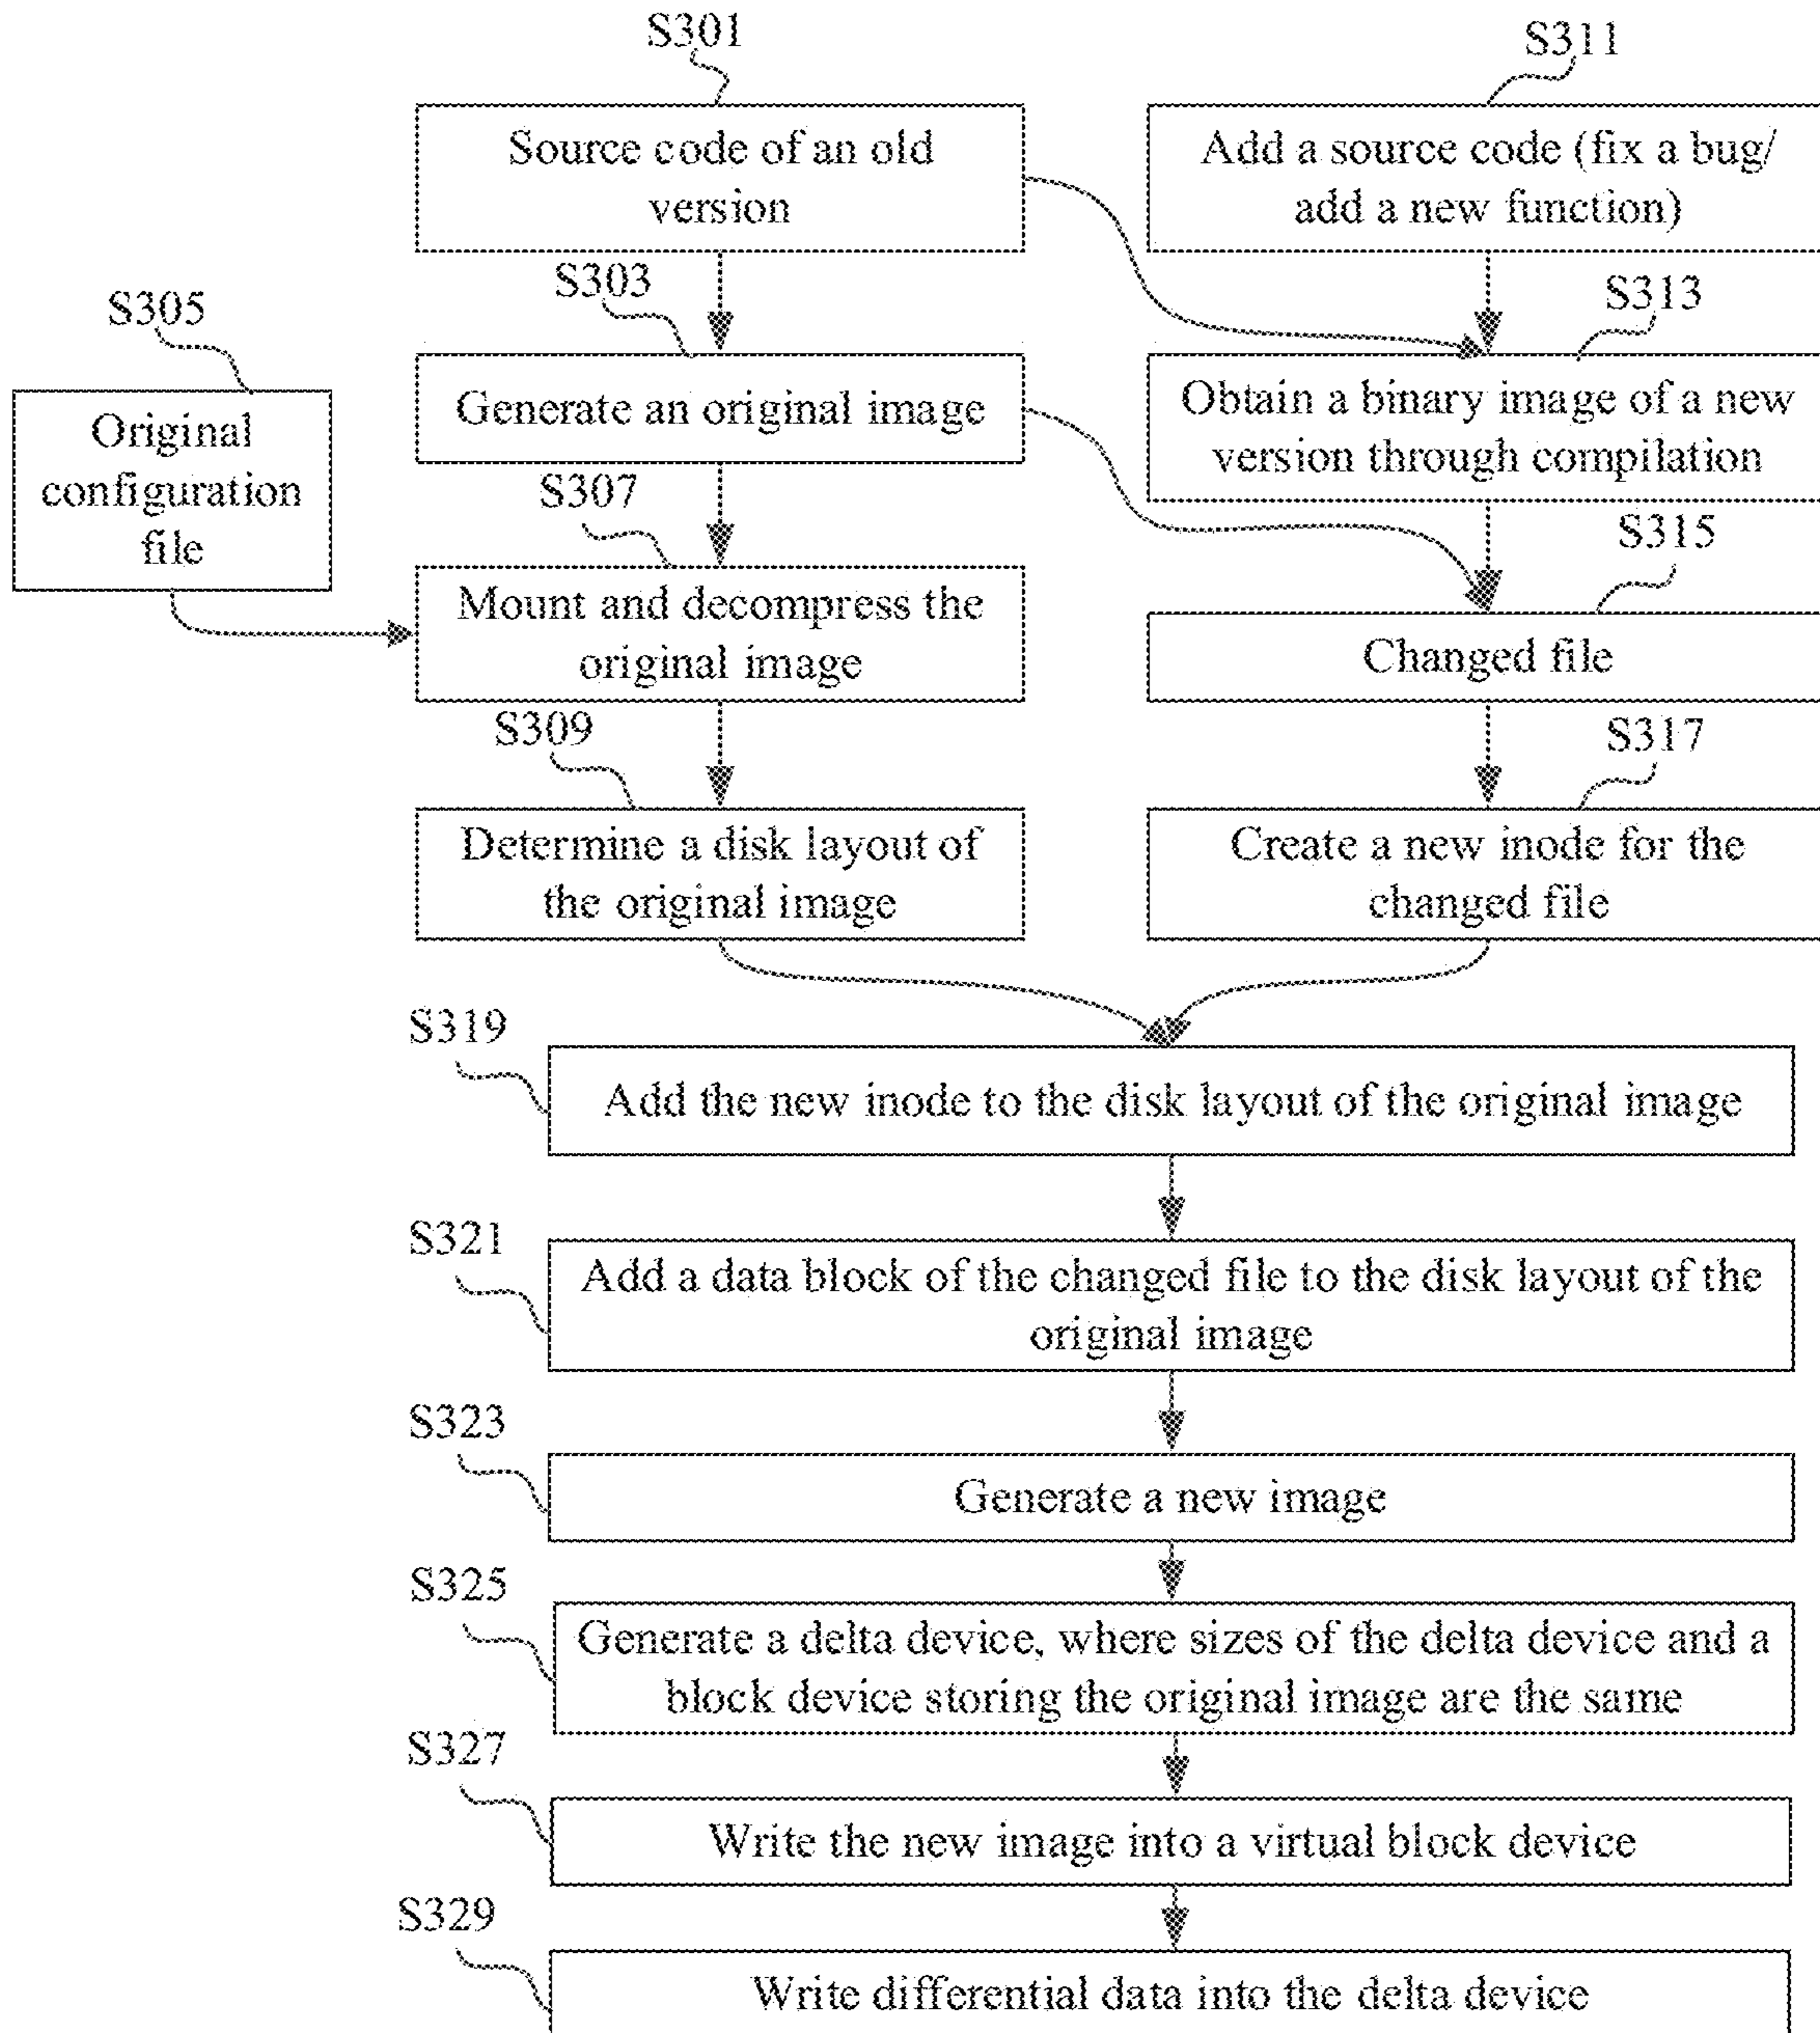 S301
S311
Source code of an old
version
Add a source code (fix a bug/
add a new function)
S303
S313
S305
Original
configuration
file
Generate an original image
Obtain a binary image of a new
version through compilation
S307
S315
Mount and decompress the
original image
Changed file
S309
S317
Determine a disk layout of
the original image
Create a new inode for the
changed file
S319
Add the new inode to the disk layout of the original image
S321
Add a data block of the changed file to the disk layout of the
original image
S323
Generate a new image
S325
Generate a delta device, where sizes of the delta device and a
block device storing the original image are the same
S327
Write the new image into a virtual block device
S329
Write differential data into the delta device